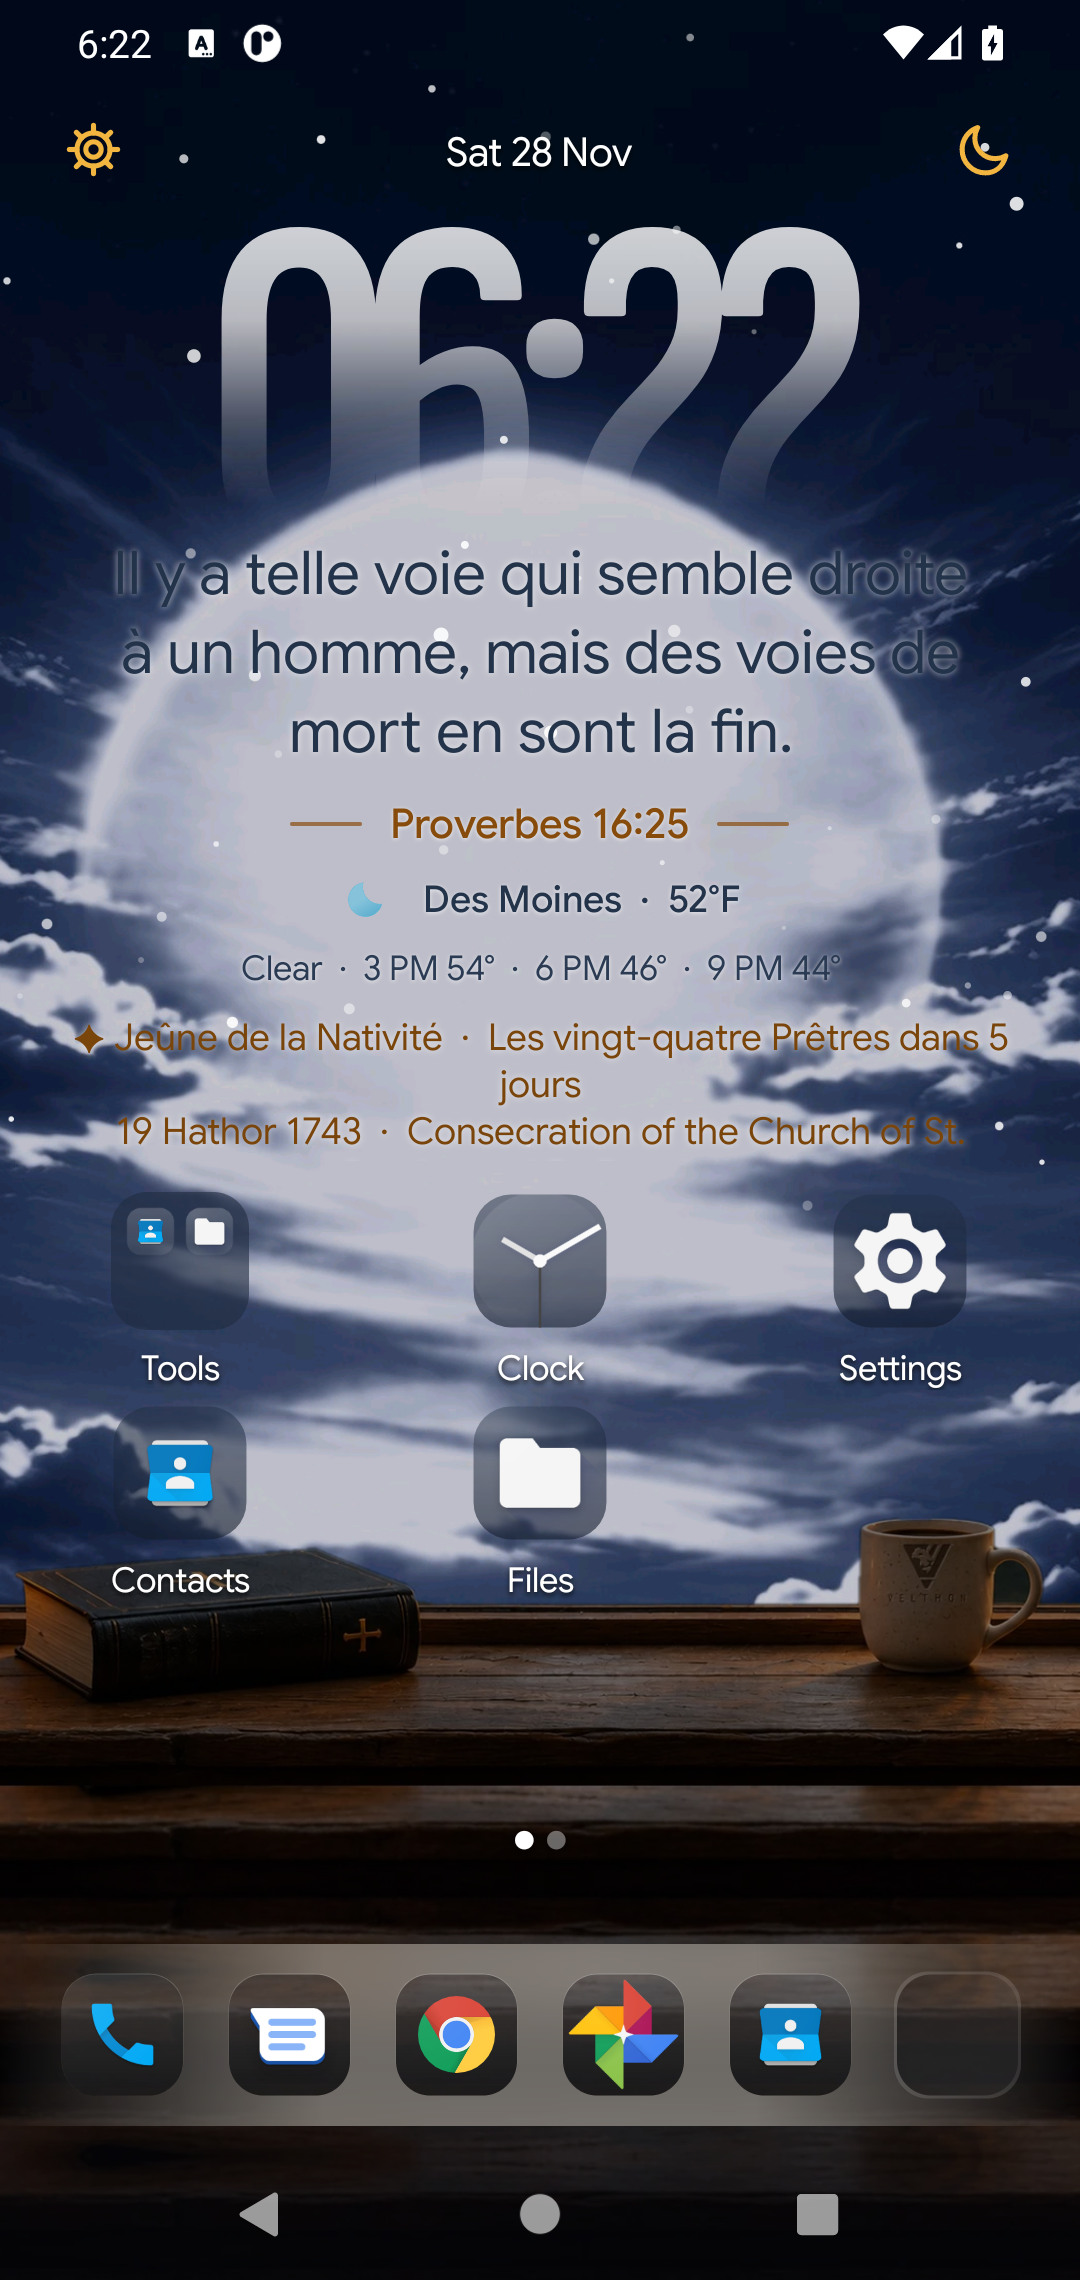 6:22
Sat 28 Nov
06:22
Il y a telle voie qui semble droite
à un homme, mais des voies de
mort en sont la fin.
Proverbes 16:25
Des Moines · 52°F
Clear · 3 PM 54° · 6 PM 46° · 9 PM 44°
✦ Jeûne de la Nativité · Les vingt-quatre Prêtres dans 5
jours
19 Hathor 1743 · Consecration of the Church of St.
Tools
Clock
Settings
Contacts
Files
VELTHON